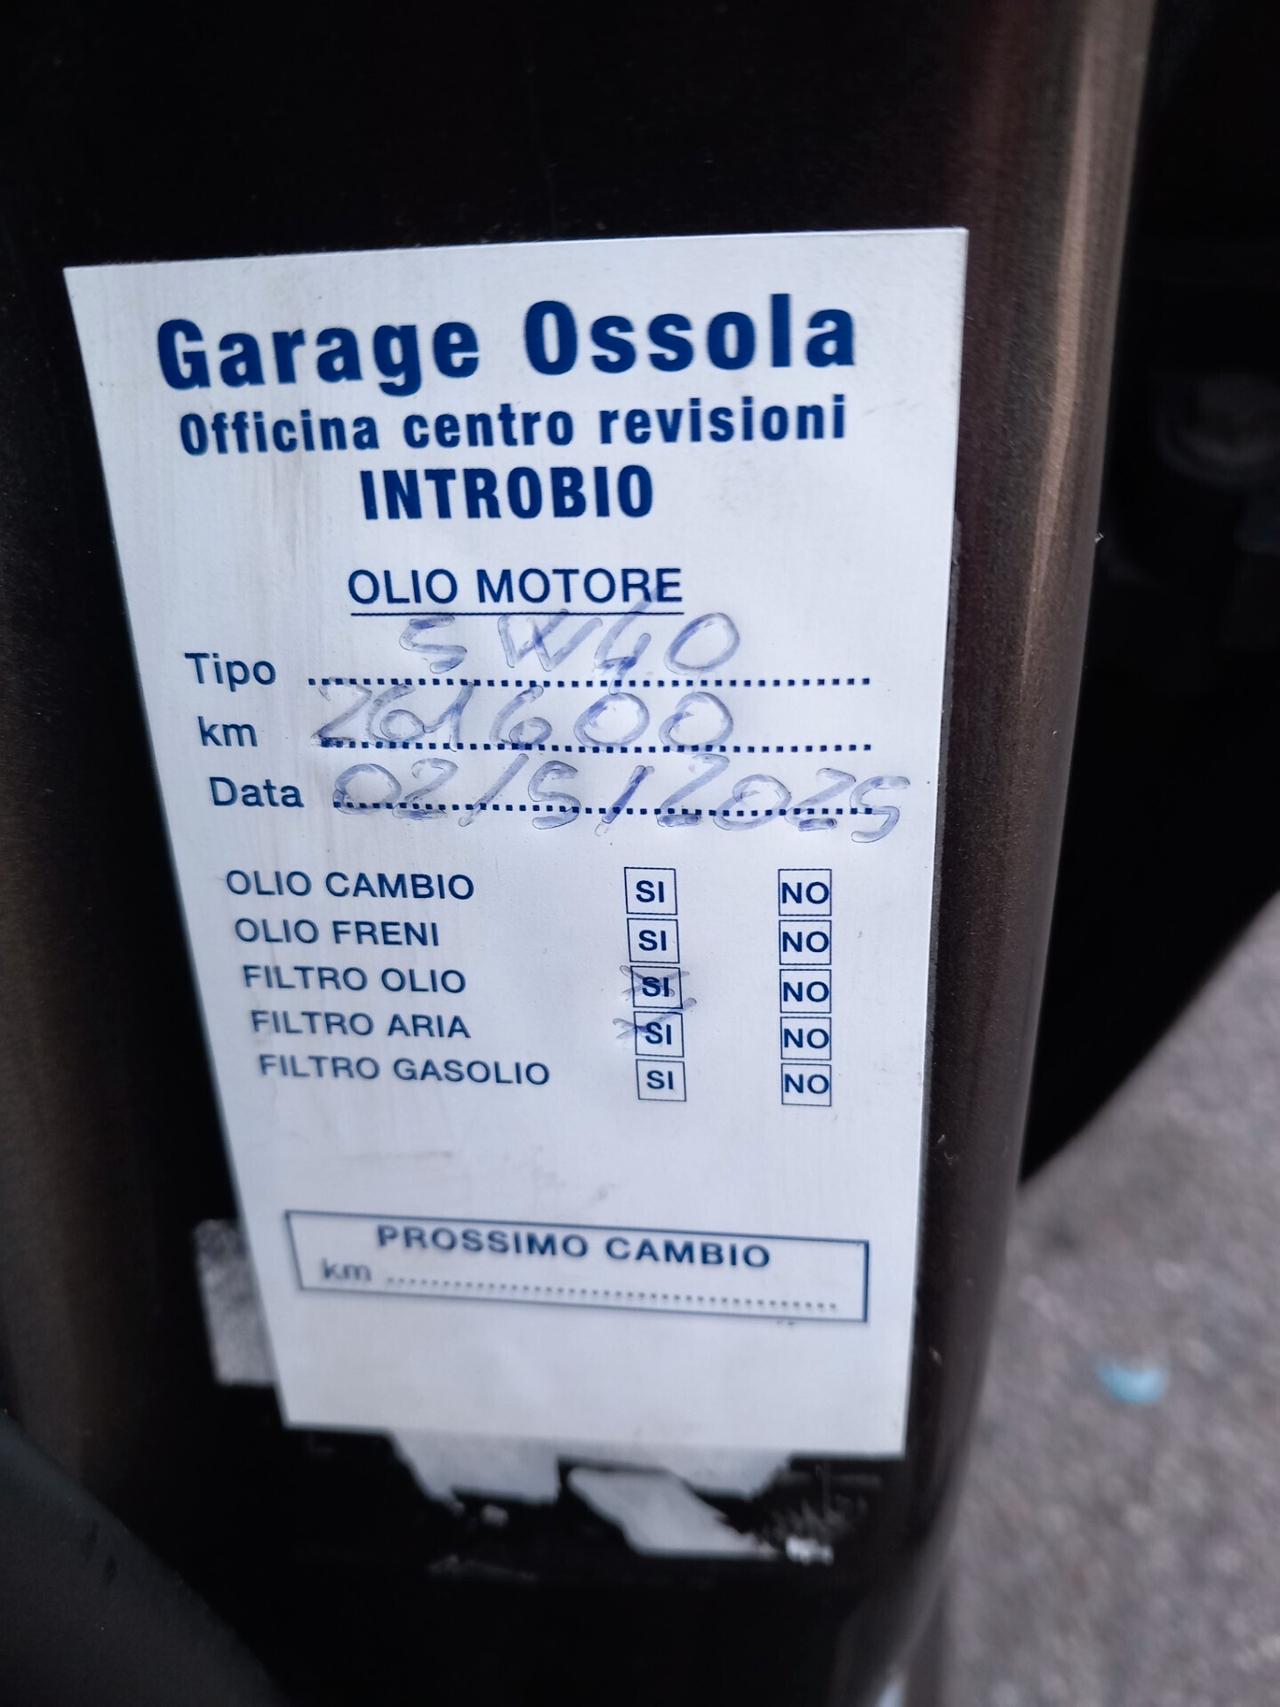 Garage Ossola
Officina centro revisioni
INTROBIO
OLIO MOTORE
Tipo 5W40
km 261600
Data 02/5/2025
OLIO CAMBIO SI NO
OLIO FRENI SI NO
FILTRO OLIO SI NO
FILTRO ARIA SI NO
FILTRO GASOLIO SI NO
PROSSIMO CAMBIO
km